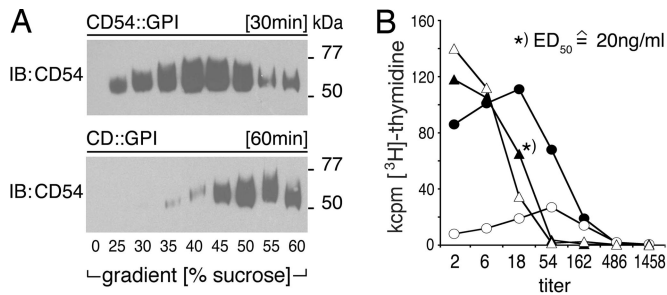 A
CD54::GPI [30min] kDa
IB:CD54
77
50
CD::GPI [60min]
IB:CD54
77
50
0 25 30 35 40 45 50 55 60
gradient [% sucrose]
B
*) ED50 ≙ 20ng/ml
kcpm [3H]-thymidine
160
120
80
40
0
*)
2 6 18 54 162 486 1458
titer